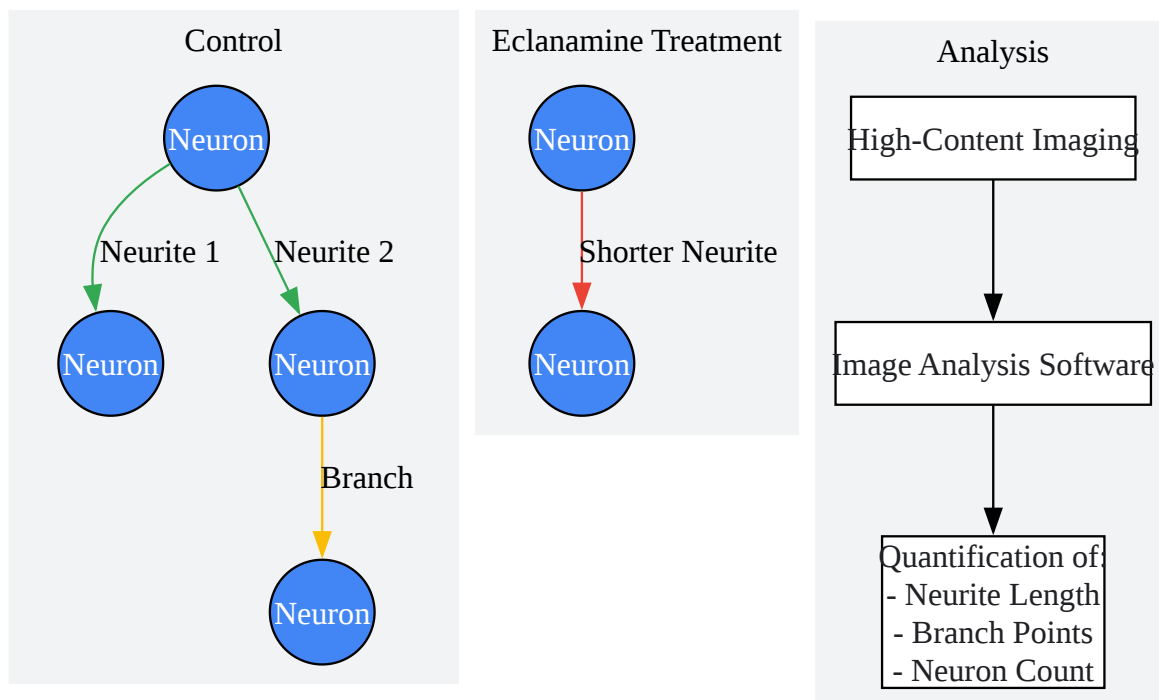 Control
Neuron
Neurite 1
Neurite 2
Neuron
Neuron
Branch
Neuron
Eclanamine Treatment
Neuron
Shorter Neurite
Neuron
Analysis
High-Content Imaging
Image Analysis Software
Quantification of:
- Neurite Length
- Branch Points
- Neuron Count